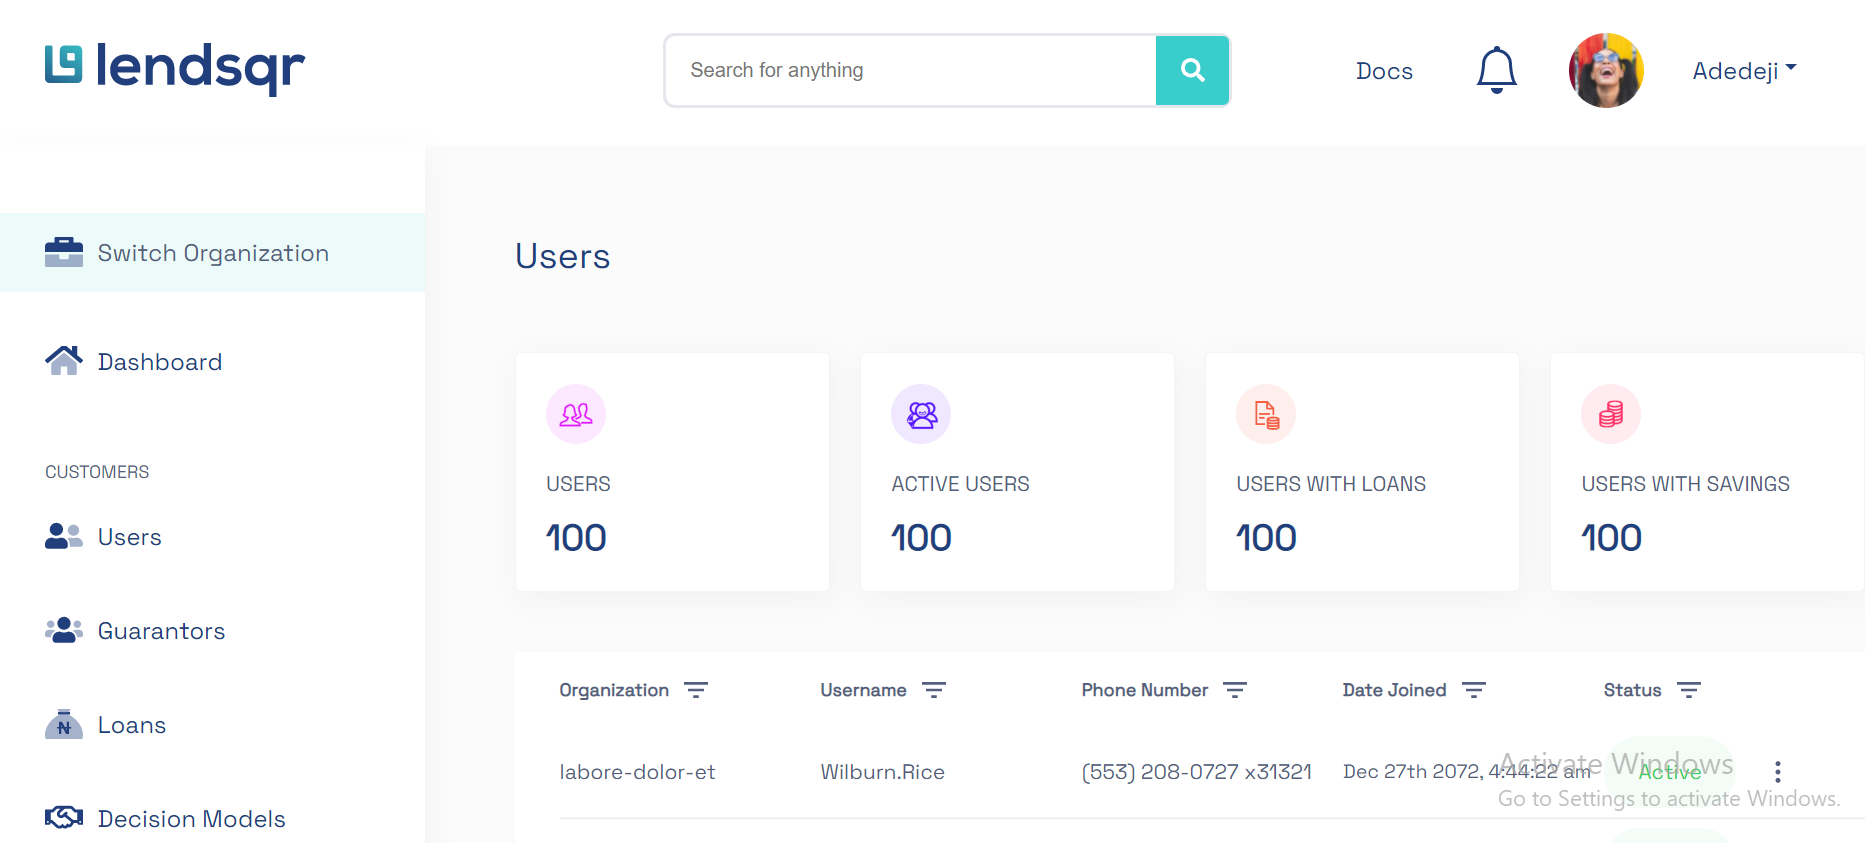 lendsqr
Search for anything
Docs
Adedeji
Switch Organization
Dashboard
CUSTOMERS
Users
Guarantors
Loans
Decision Models
Users
USERS
100
ACTIVE USERS
100
USERS WITH LOANS
100
USERS WITH SAVINGS
100
Organization Username Phone Number Date Joined Status
labore-dolor-et Wilburn.Rice (553) 208-0727 x31321 Dec 27th 2072, 4:44:22 am Active
Activate Windows
Go to Settings to activate Windows.